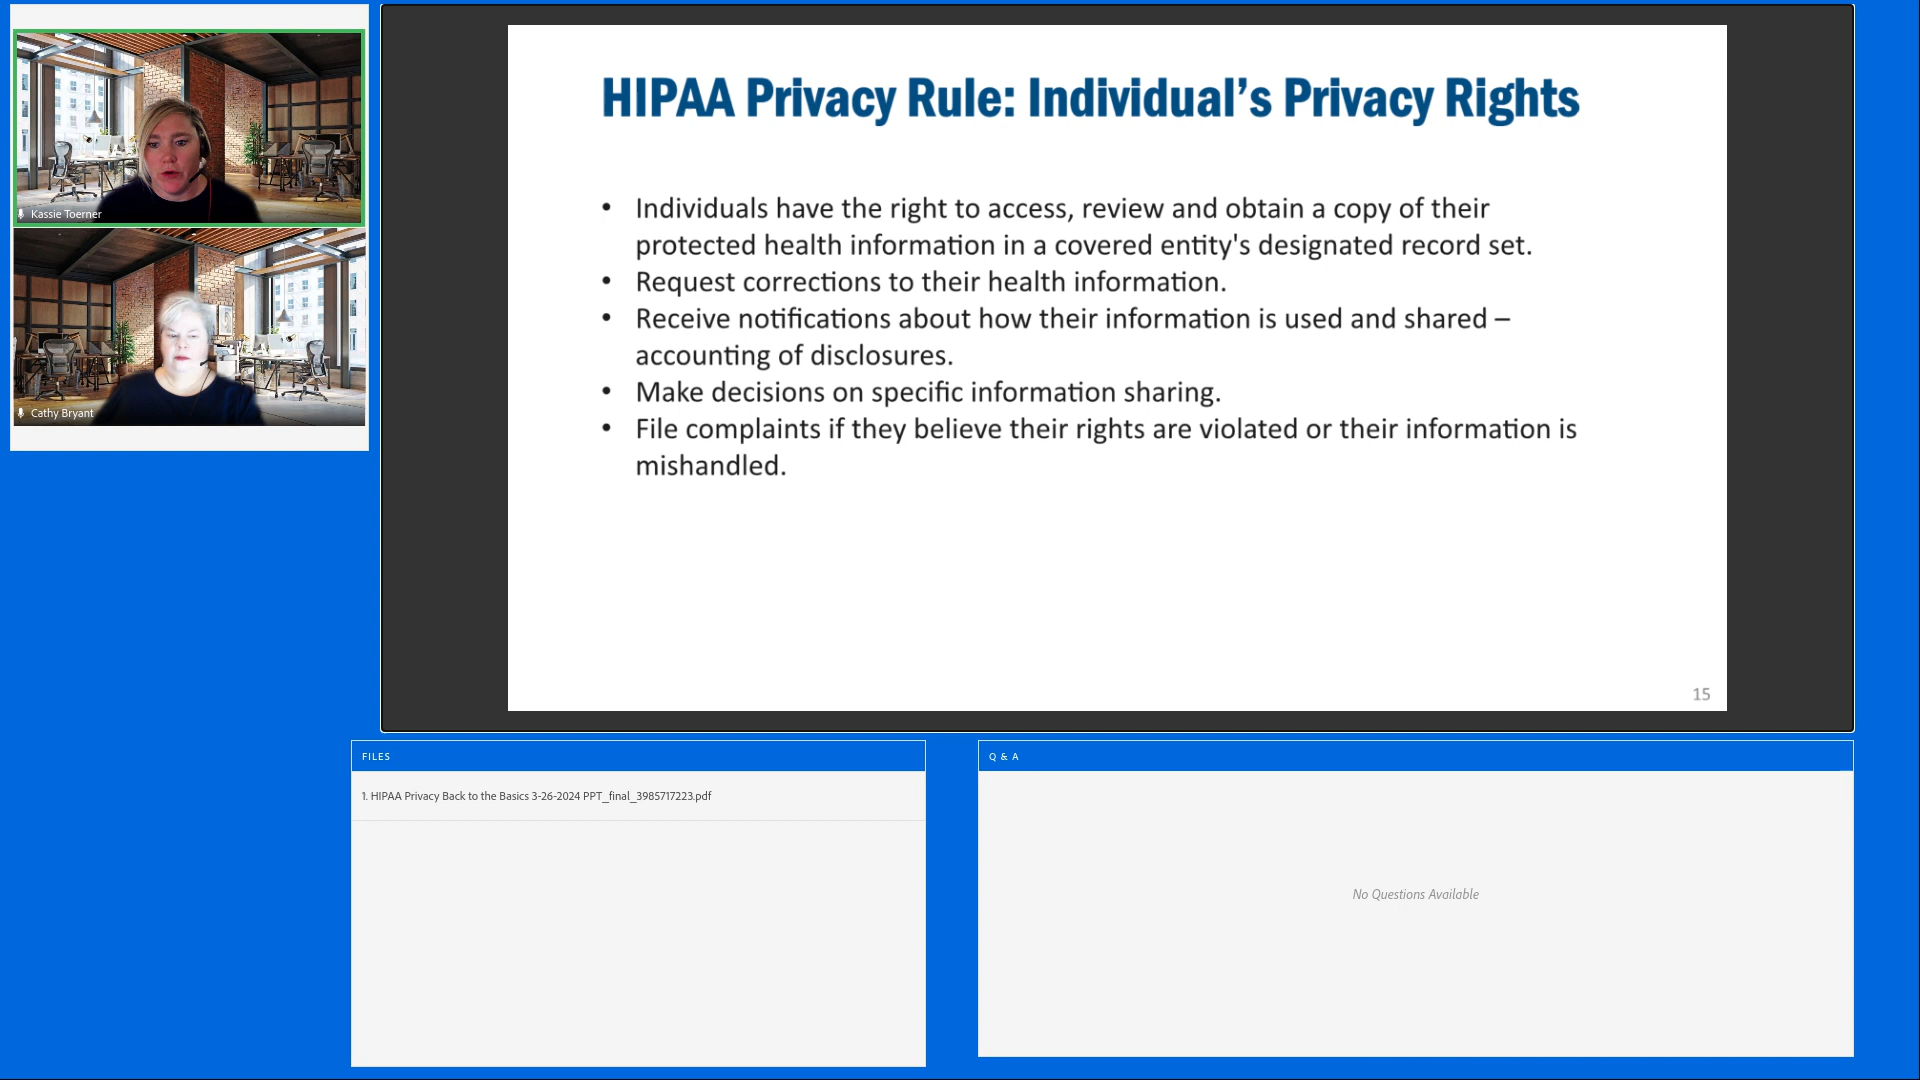 Kassie Toerner
Cathy Bryant
HIPAA Privacy Rule: Individual’s Privacy Rights
• Individuals have the right to access, review and obtain a copy of their
protected health information in a covered entity's designated record set.
• Request corrections to their health information.
• Receive notifications about how their information is used and shared –
accounting of disclosures.
• Make decisions on specific information sharing.
• File complaints if they believe their rights are violated or their information is
mishandled.
15
FILES
1. HIPAA Privacy Back to the Basics 3-26-2024 PPT_final_3985717223.pdf
Q & A
No Questions Available